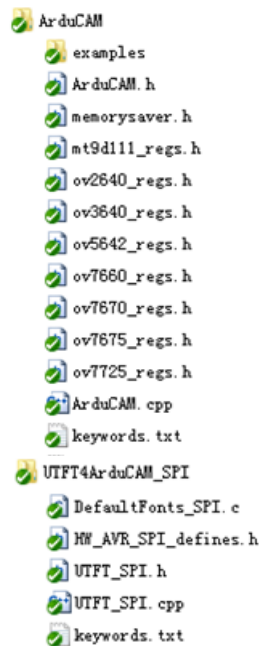 ArduCAM
examples
ArduCAM.h
memorysaver.h
mt9d111_regs.h
ov2640_regs.h
ov3640_regs.h
ov5642_regs.h
ov7660_regs.h
ov7670_regs.h
ov7675_regs.h
ov7725_regs.h
ArduCAM.cpp
keywords.txt
UTFT4ArduCAM_SPI
DefaultFonts_SPI.c
HW_AVR_SPI_defines.h
UTFT_SPI.h
UTFT_SPI.cpp
keywords.txt